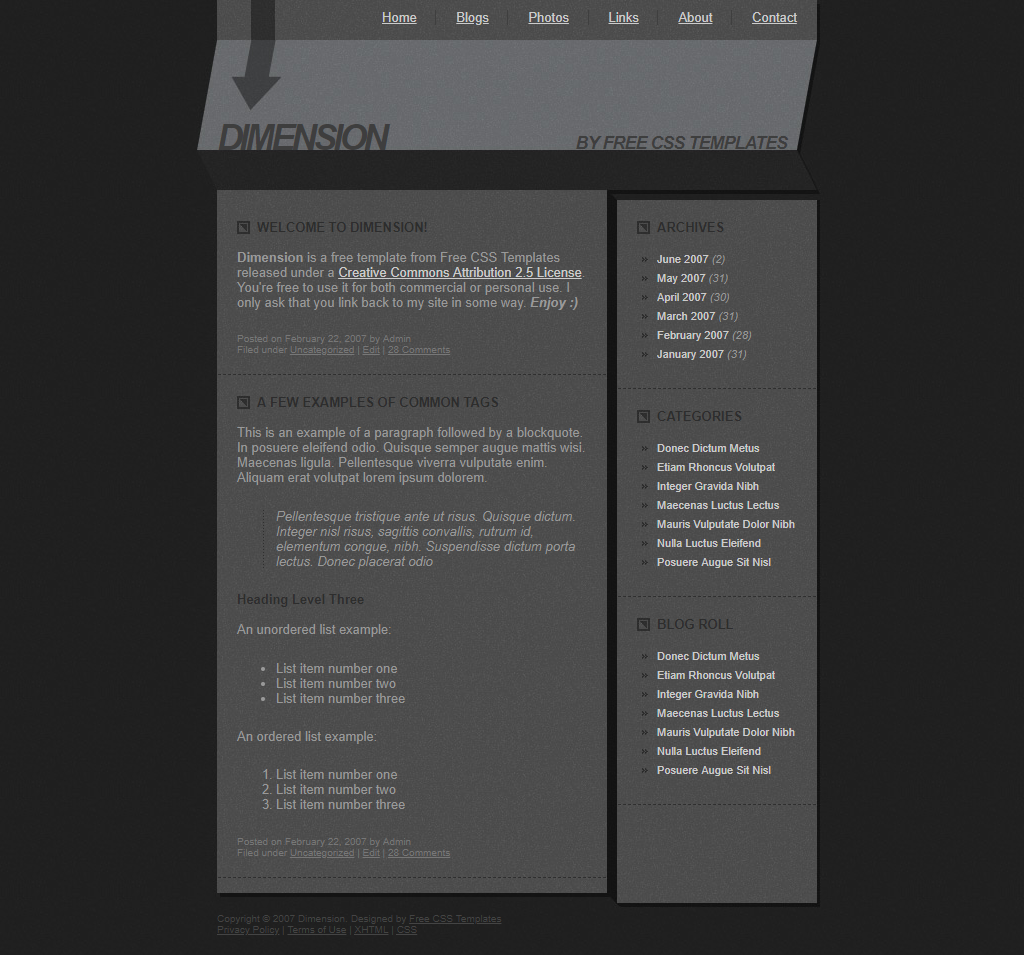 Home Blogs Photos Links About Contact
DIMENSION
BY FREE CSS TEMPLATES
WELCOME TO DIMENSION!
Dimension is a free template from Free CSS Templates
released under a Creative Commons Attribution 2.5 License.
You're free to use it for both commercial or personal use. I
only ask that you link back to my site in some way. Enjoy :)
Posted on February 22, 2007 by Admin
Filed under Uncategorized | Edit | 28 Comments
A FEW EXAMPLES OF COMMON TAGS
This is an example of a paragraph followed by a blockquote.
In posuere eleifend odio. Quisque semper augue mattis wisi.
Maecenas ligula. Pellentesque viverra vulputate enim.
Aliquam erat volutpat lorem ipsum dolorem.
Pellentesque tristique ante ut risus. Quisque dictum.
Integer nisl risus, sagittis convallis, rutrum id,
elementum congue, nibh. Suspendisse dictum porta
lectus. Donec placerat odio
Heading Level Three
An unordered list example:
• List item number one
• List item number two
• List item number three
An ordered list example:
1. List item number one
2. List item number two
3. List item number three
Posted on February 22, 2007 by Admin
Filed under Uncategorized | Edit | 28 Comments
ARCHIVES
» June 2007 (2)
» May 2007 (31)
» April 2007 (30)
» March 2007 (31)
» February 2007 (28)
» January 2007 (31)
CATEGORIES
» Donec Dictum Metus
» Etiam Rhoncus Volutpat
» Integer Gravida Nibh
» Maecenas Luctus Lectus
» Mauris Vulputate Dolor Nibh
» Nulla Luctus Eleifend
» Posuere Augue Sit Nisl
BLOG ROLL
» Donec Dictum Metus
» Etiam Rhoncus Volutpat
» Integer Gravida Nibh
» Maecenas Luctus Lectus
» Mauris Vulputate Dolor Nibh
» Nulla Luctus Eleifend
» Posuere Augue Sit Nisl
Copyright © 2007 Dimension. Designed by Free CSS Templates
Privacy Policy | Terms of Use | XHTML | CSS